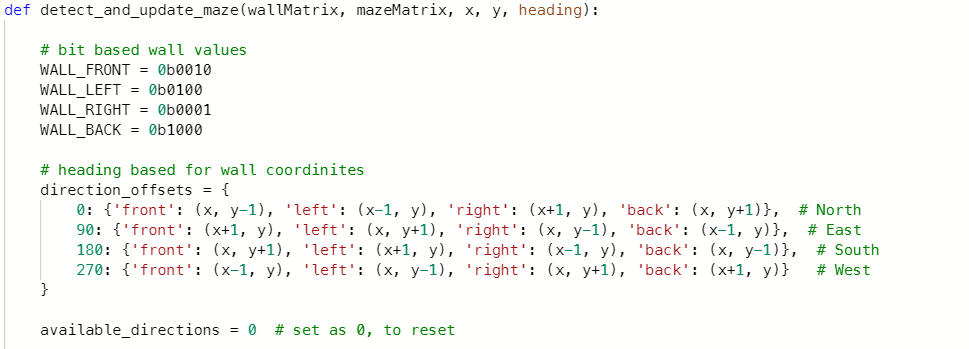 def detect_and_update_maze(wallMatrix, mazeMatrix, x, y, heading):
# bit based wall values
WALL_FRONT = 0b0010
WALL_LEFT = 0b0100
WALL_RIGHT = 0b0001
WALL_BACK = 0b1000
# heading based for wall coordinites
direction_offsets = {
0: {'front': (x, y-1), 'left': (x-1, y), 'right': (x+1, y), 'back': (x, y+1)},  # North
90: {'front': (x+1, y), 'left': (x, y+1), 'right': (x, y-1), 'back': (x-1, y)},  # East
180: {'front': (x, y+1), 'left': (x+1, y), 'right': (x-1, y), 'back': (x, y-1)},  # South
270: {'front': (x-1, y), 'left': (x, y-1), 'right': (x, y+1), 'back': (x+1, y)}   # West
}
available_directions = 0  # set as 0, to reset